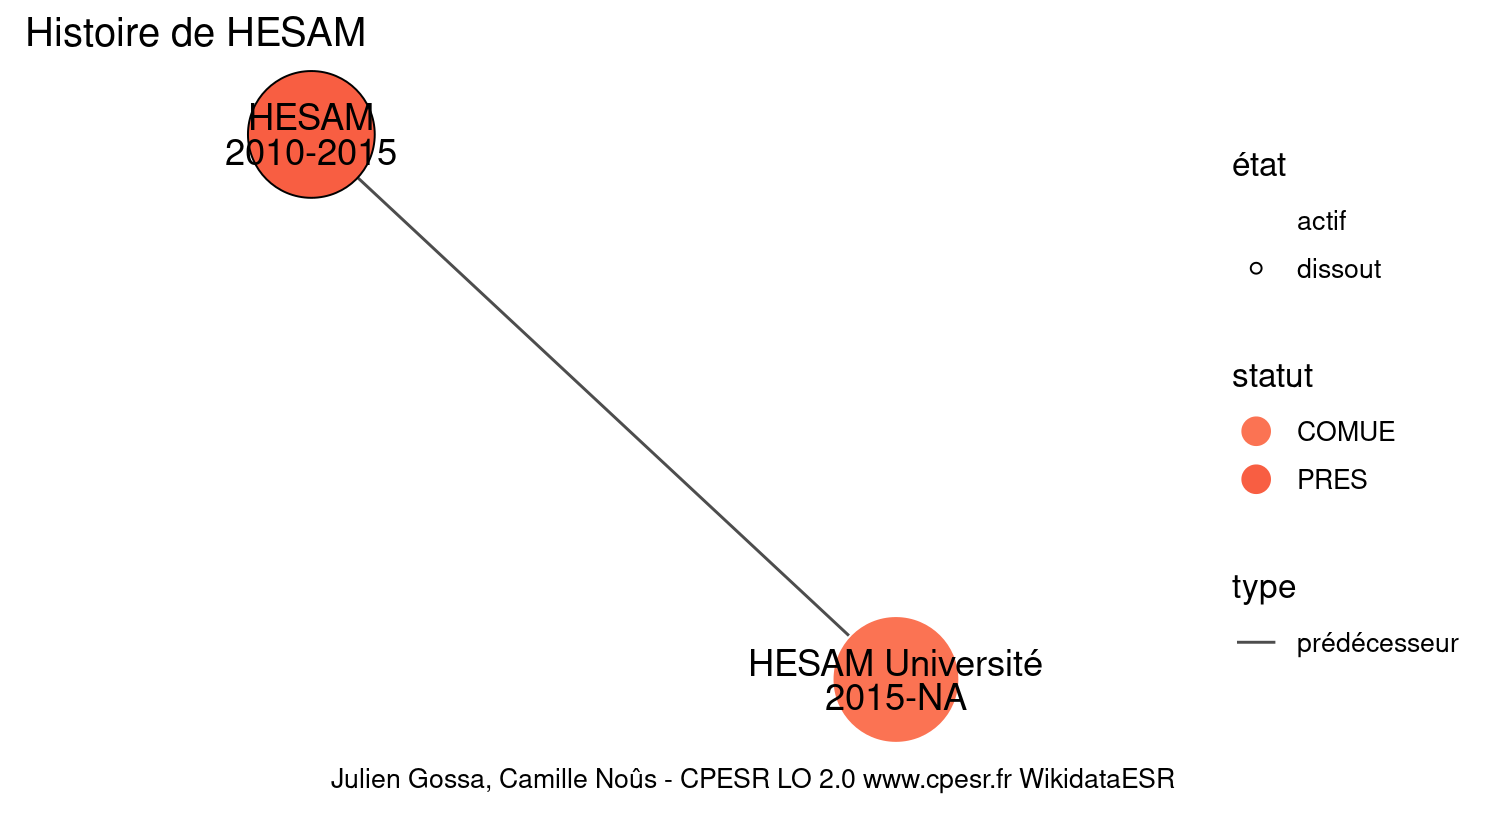 Histoire de HESAM
HESAM
2010-2015
HESAM Université
2015-NA
état
actif
dissout
statut
COMUE
PRES
type
prédécesseur
Julien Gossa, Camille Noûs - CPESR LO 2.0 www.cpesr.fr WikidataESR